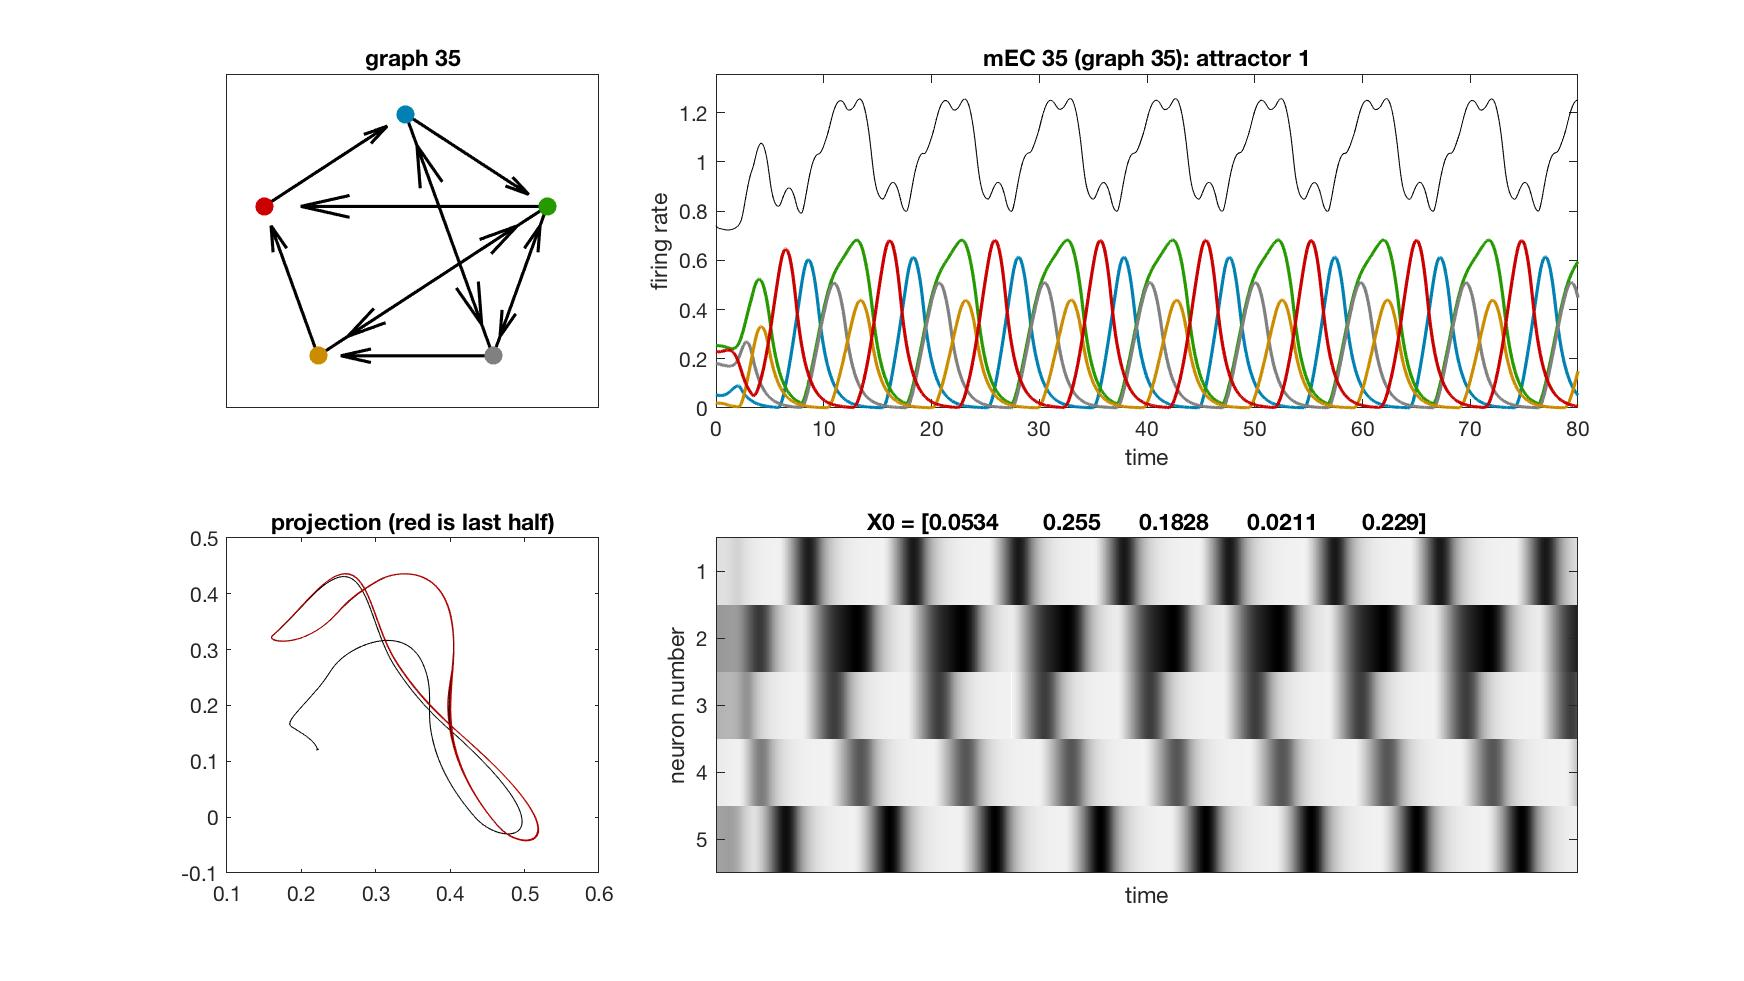 graph 35
mEC 35 (graph 35): attractor 1
firing rate
1.2
1
0.8
0.6
0.4
0.2
0
0 10 20 30 40 50 60 70 80
time
projection (red is last half)
0.5
0.4
0.3
0.2
0.1
0
-0.1
0.1 0.2 0.3 0.4 0.5 0.6
X0 = [0.0534 0.255 0.1828 0.0211 0.229]
neuron number
1
2
3
4
5
time